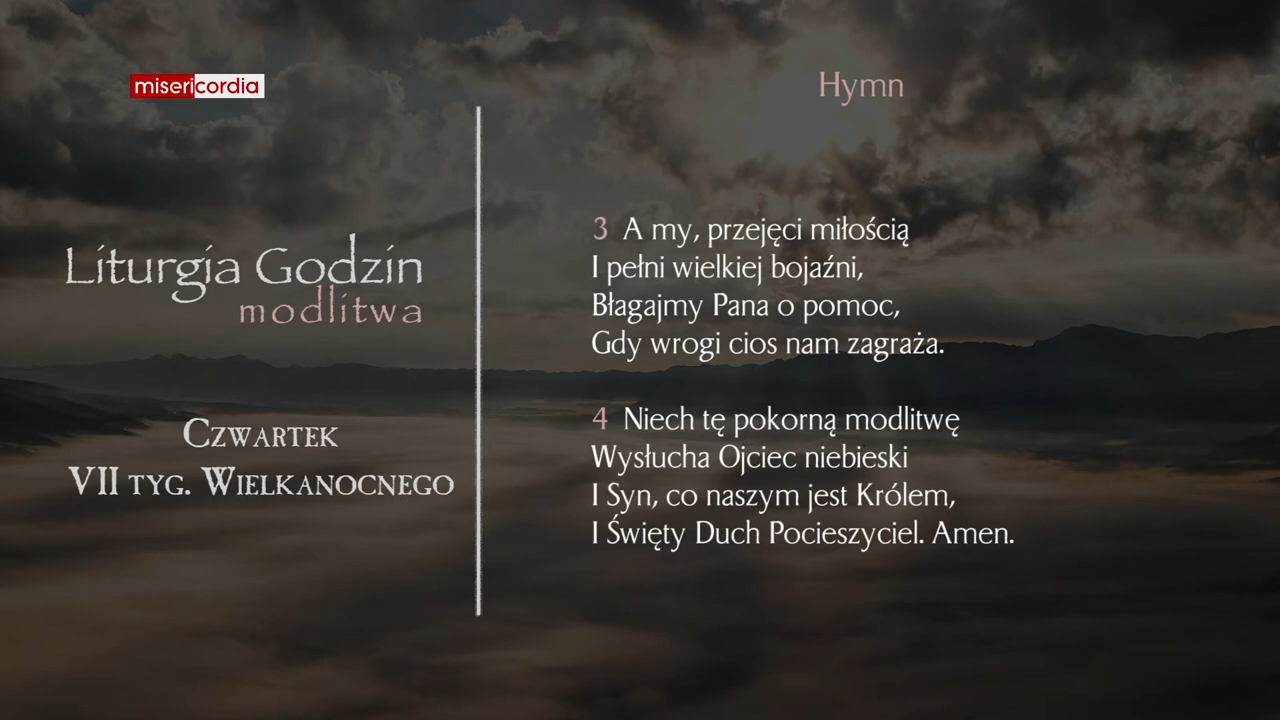 misericordia
Liturgia Godzin
modlitwa
Czwartek
VII tyg. Wielkanocnego
Hymn
3 A my, przejęci miłością
I pełni wielkiej bojaźni,
Błagajmy Pana o pomoc,
Gdy wrogi cios nam zagraża.
4 Niech tę pokorną modlitwę
Wysłucha Ojciec niebieski
I Syn, co naszym jest Królem,
I Święty Duch Pocieszyciel. Amen.